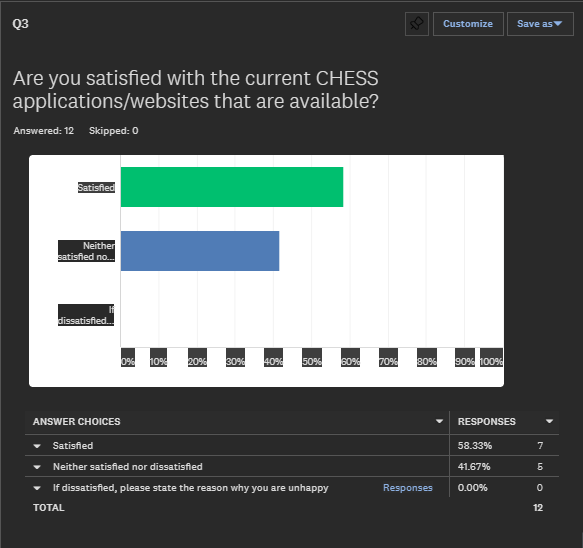 Q3
Customize
Save as
Are you satisfied with the current CHESS
applications/websites that are available?
Answered: 12 Skipped: 0
Satisfied
Neither
satisfied no...
If
dissatisfied...
0% 10% 20% 30% 40% 50% 60% 70% 80% 90% 100%
ANSWER CHOICES RESPONSES
Satisfied 58.33% 7
Neither satisfied nor dissatisfied 41.67% 5
If dissatisfied, please state the reason why you are unhappy Responses 0.00% 0
TOTAL 12